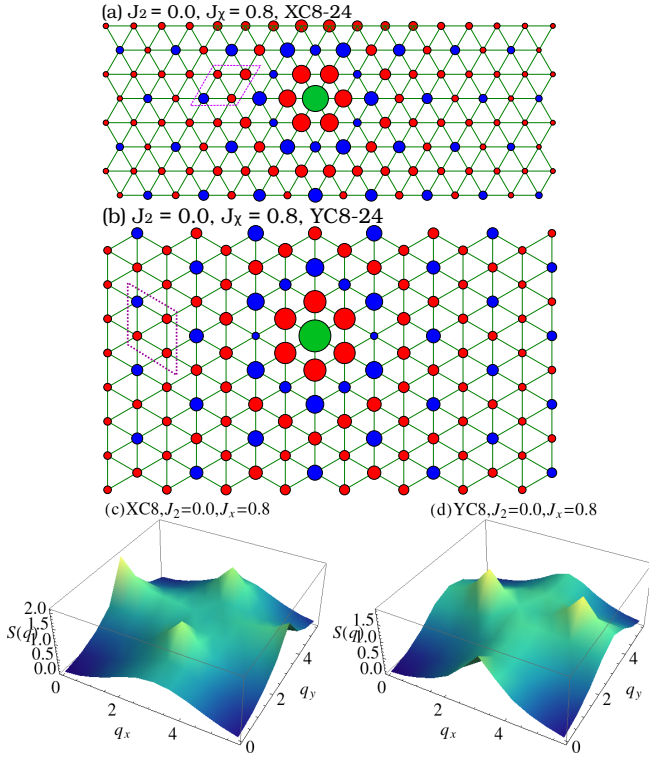 (a) J2 = 0.0, Jχ = 0.8, XC8-24
(b) J2 = 0.0, Jχ = 0.8, YC8-24
(c) XC8,J2=0.0,Jx=0.8
(d) YC8,J2=0.0,Jx=0.8
2.0
1.5
S(q)
1.0
0.5
0.0
0
2
4
qx
0
2
4
qy
1.5
S(q)
1.0
0.5
0.0
0
2
4
qx
0
2
4
qy